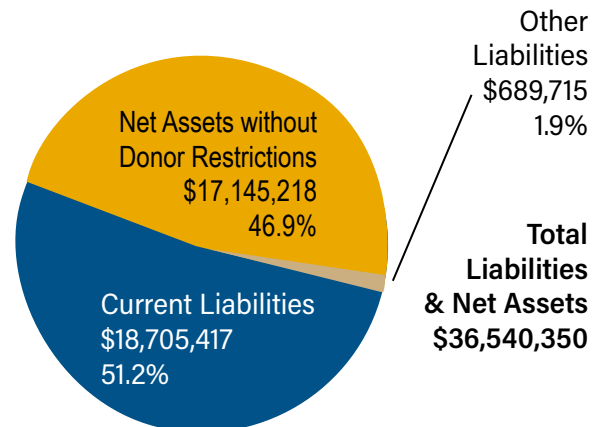 Other
Liabilities
$689,715
1.9%
Net Assets without
Donor Restrictions
$17,145,218
46.9%
Total
Liabilities
& Net Assets
$36,540,350
Current Liabilities
$18,705,417
51.2%